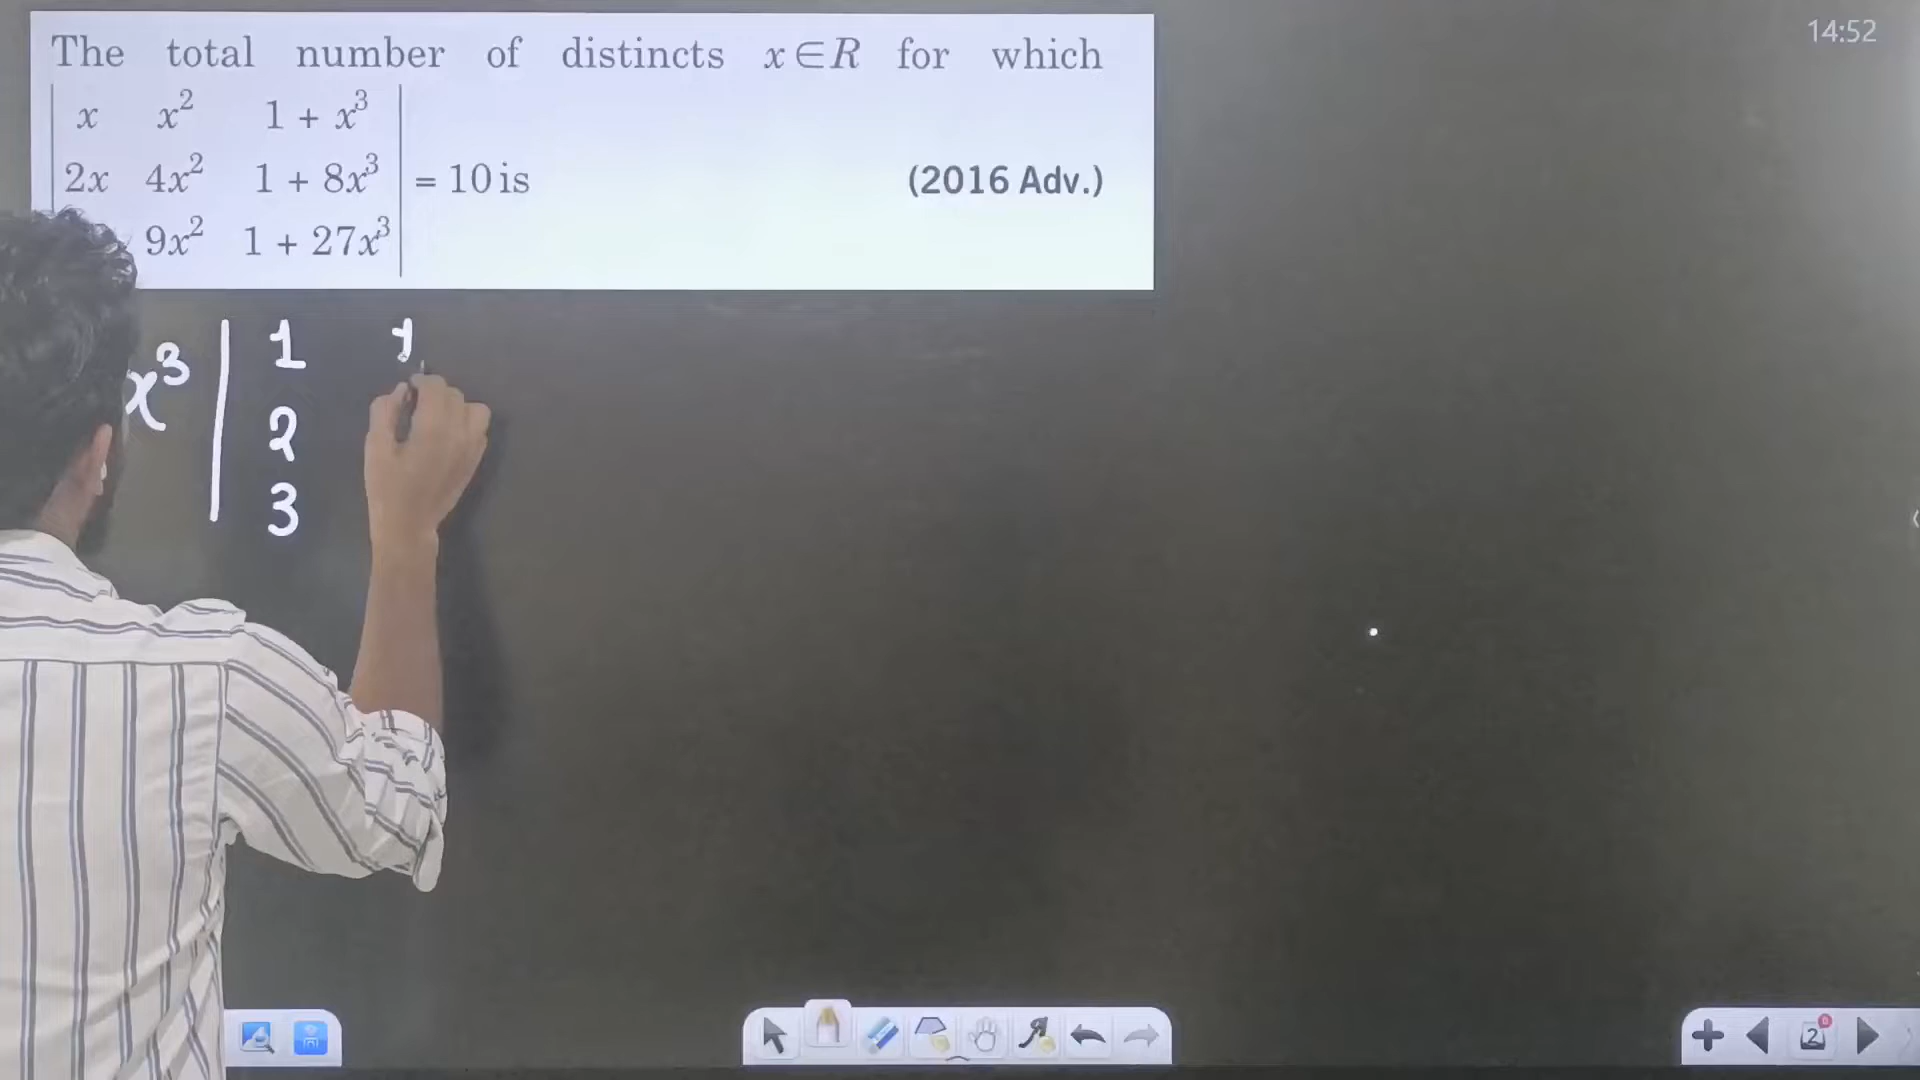 14:52
The total number of distincts x∈R for which
x x² 1 + x³
2x 4x² 1 + 8x³ = 10 is (2016 Adv.)
9x² 1 + 27x³
x³ 1 1
2
3
2